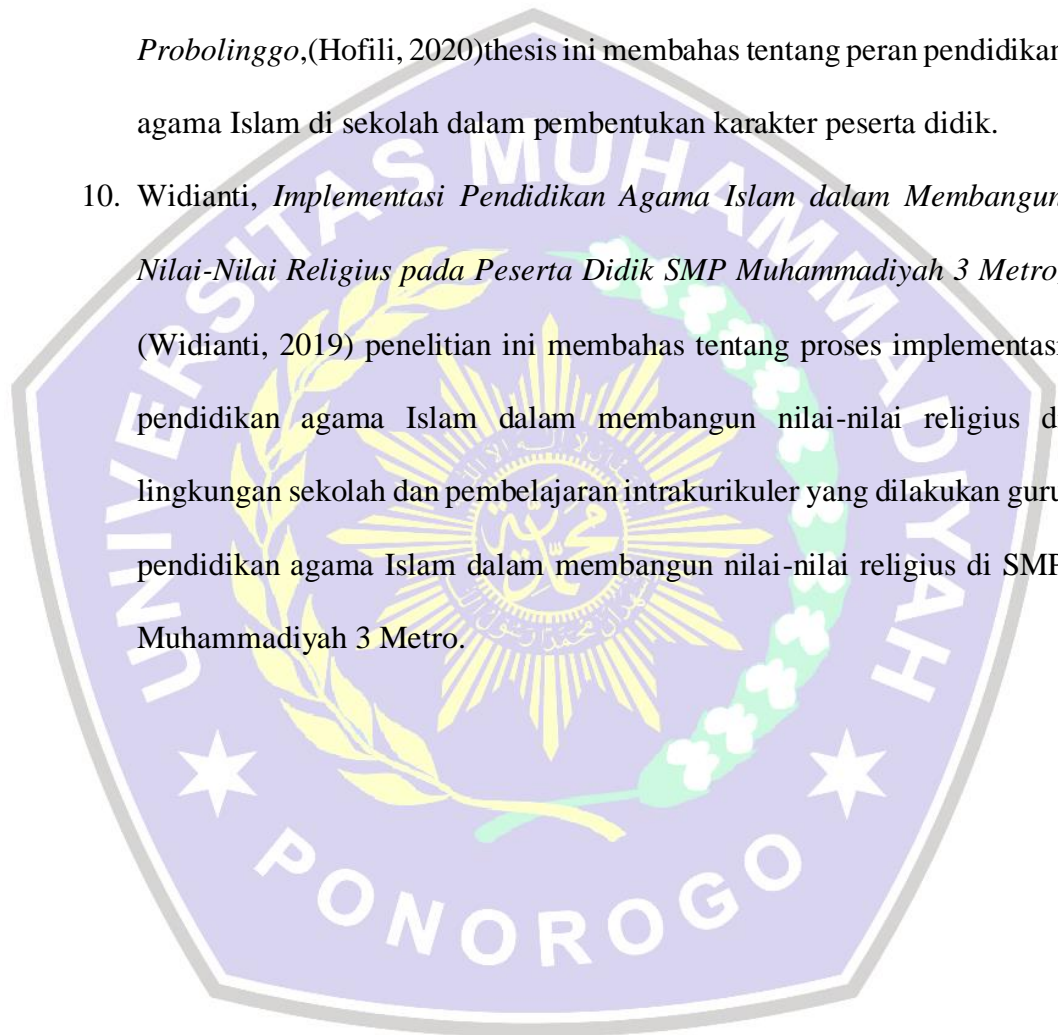 Probolinggo,(Hofili, 2020)thesis ini membahas tentang peran pendidikan
agama Islam di sekolah dalam pembentukan karakter peserta didik.
10. Widianti, Implementasi Pendidikan Agama Islam dalam Membangun
Nilai-Nilai Religius pada Peserta Didik SMP Muhammadiyah 3 Metro,
(Widianti, 2019) penelitian ini membahas tentang proses implementasi
pendidikan agama Islam dalam membangun nilai-nilai religius di
lingkungan sekolah dan pembelajaran intrakurikuler yang dilakukan guru
pendidikan agama Islam dalam membangun nilai-nilai religius di SMP
Muhammadiyah 3 Metro.
UNIVERSITAS MUHAMMADIYAH
PONOROGO
محمدية